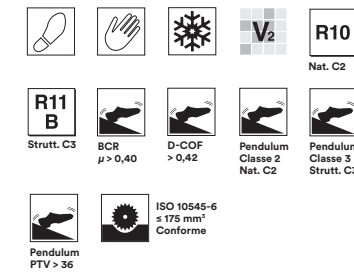 V2
R10
Nat. C2
R11
B
Strutt. C3
BCR
µ > 0,40
D-COF
> 0,42
Pendulum
Classe 2
Nat. C2
Pendulum
Classe 3
Strutt. C3
Pendulum
PTV > 36
ISO 10545-6
≤ 175 mm³
Conforme